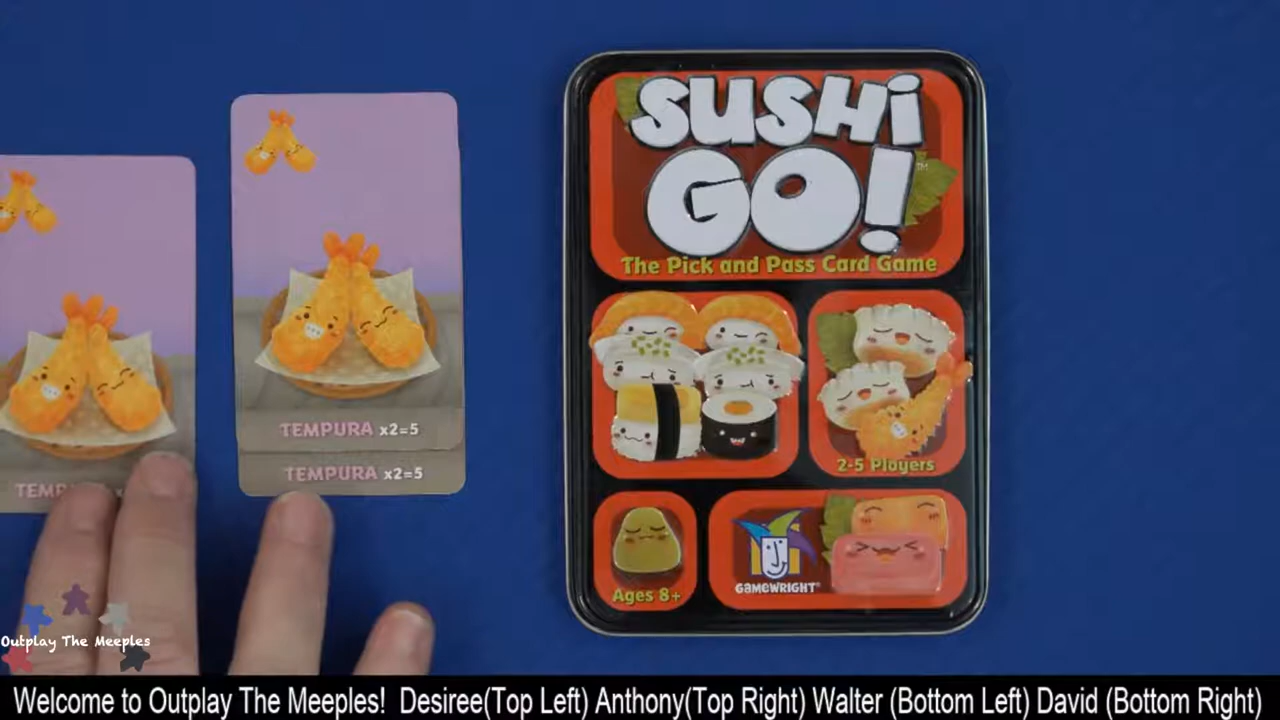 SUSHi
GO!
TM
The Pick and Pass Card Game
TEMPURA x2=5
TEMPURA x2=5
2-5 Players
Ages 8+
GAMEWRIGHT®
Outplay The Meeples
Welcome to Outplay The Meeples! Desiree(Top Left) Anthony(Top Right) Walter (Bottom Left) David (Bottom Right)